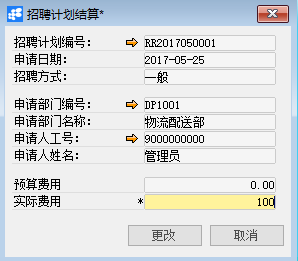 招聘计划结算*
招聘计划编号: RR2017050001
申请日期: 2017-05-25
招聘方式: 一般
申请部门编号: DP1001
申请部门名称: 物流配送部
申请人工号: 9000000000
申请人姓名: 管理员
预算费用 0.00
实际费用 * 100
更改 取消